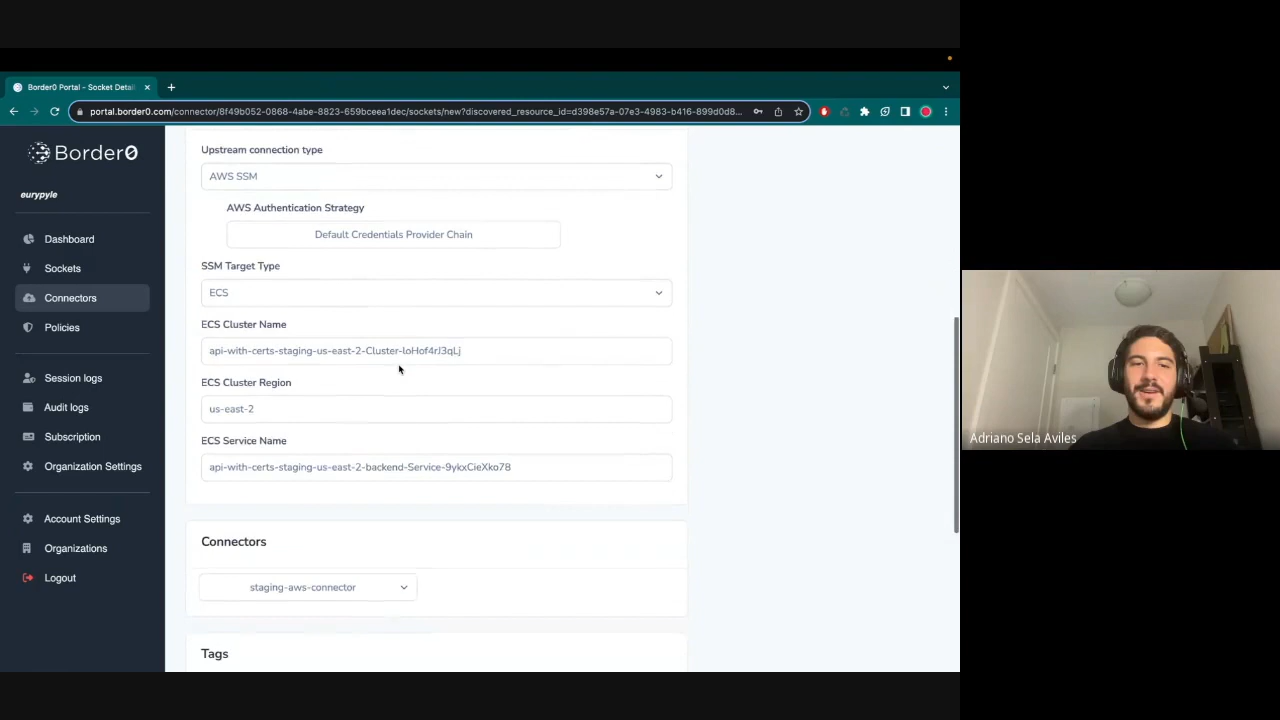 Border0 Portal - Socket Detai
portal.border0.com/connector/8f49b052-0868-4abe-8823-659bceea1dec/sockets/new?discovered_resource_id=d398e57a-07e3-4983-b416-899d0d8...
Border0
eurypyle
Dashboard
Sockets
Connectors
Policies
Session logs
Audit logs
Subscription
Organization Settings
Account Settings
Organizations
Logout
Upstream connection type
AWS SSM
AWS Authentication Strategy
Default Credentials Provider Chain
SSM Target Type
ECS
ECS Cluster Name
api-with-certs-staging-us-east-2-Cluster-loHof4rJ3qLj
ECS Cluster Region
us-east-2
ECS Service Name
api-with-certs-staging-us-east-2-backend-Service-9ykxCieXko78
Connectors
staging-aws-connector
Tags
Adriano Sela Aviles